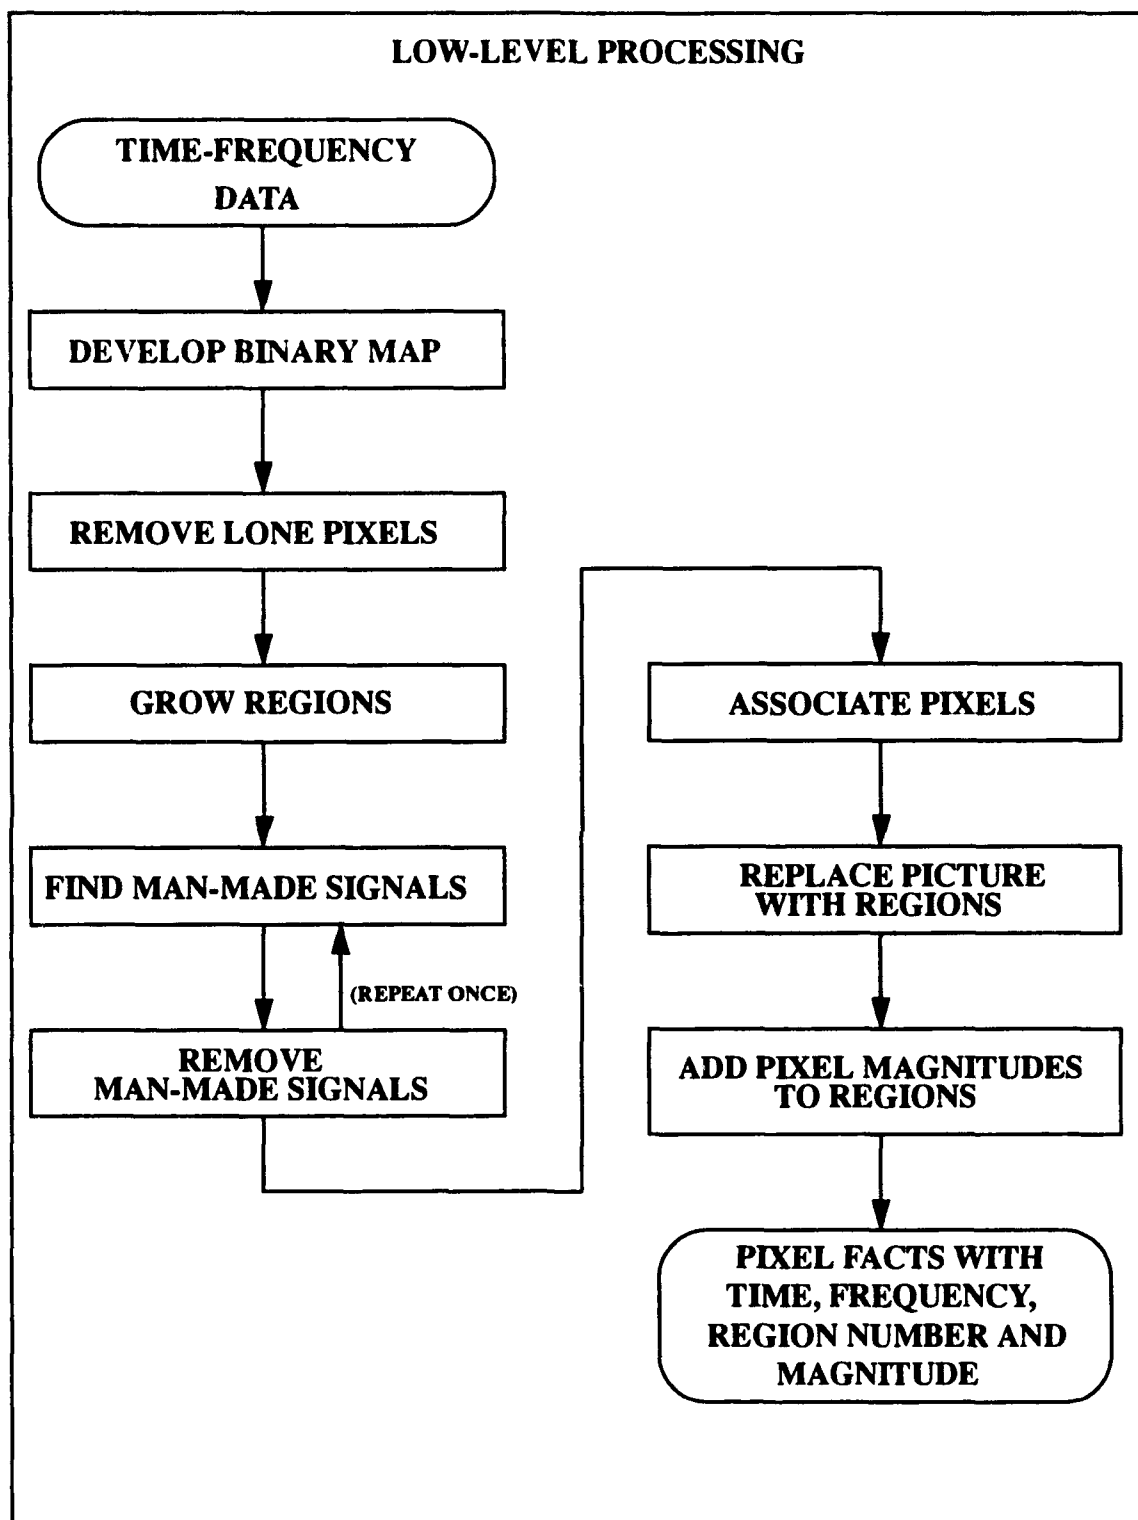 LOW-LEVEL PROCESSING
TIME-FREQUENCY
DATA
DEVELOP BINARY MAP
REMOVE LONE PIXELS
GROW REGIONS
FIND MAN-MADE SIGNALS
(REPEAT ONCE)
REMOVE
MAN-MADE SIGNALS
ASSOCIATE PIXELS
REPLACE PICTURE
WITH REGIONS
ADD PIXEL MAGNITUDES
TO REGIONS
PIXEL FACTS WITH
TIME, FREQUENCY,
REGION NUMBER AND
MAGNITUDE